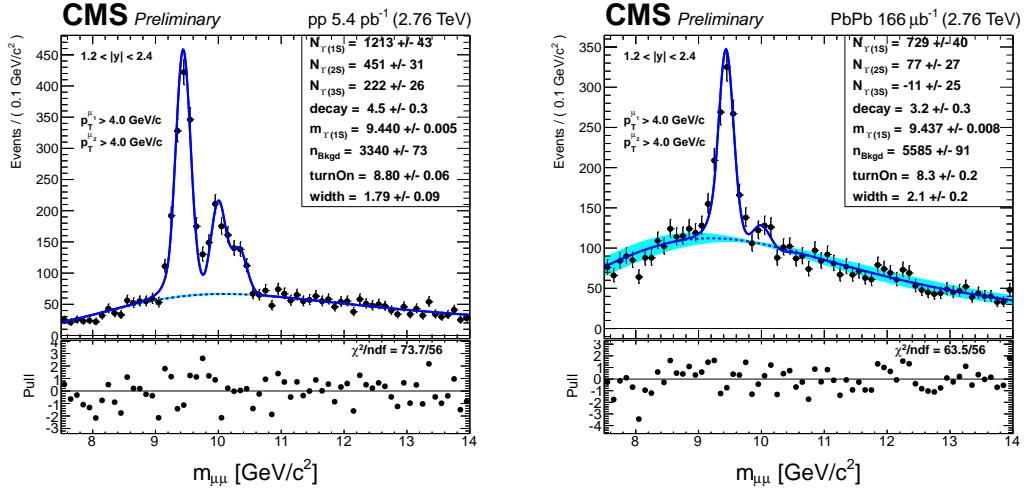 CMS Preliminary pp 5.4 pb⁻¹ (2.76 TeV)
Events / ( 0.1 GeV/c² )
450
400
350
300
250
200
150
100
50
0
1.2 < |y| < 2.4
p_T^μ¹ > 4.0 GeV/c
p_T^μ² > 4.0 GeV/c
N_ϒ(1S) = 1213 +/- 43
N_ϒ(2S) = 451 +/- 31
N_ϒ(3S) = 222 +/- 26
decay = 4.5 +/- 0.3
m_ϒ(1S) = 9.440 +/- 0.005
n_Bkgd = 3340 +/- 73
turnOn = 8.80 +/- 0.06
width = 1.79 +/- 0.09
Pull
4
3
2
1
0
-1
-2
-3
χ²/ndf = 73.7/56
8 9 10 11 12 13 14
m_μμ [GeV/c²]
CMS Preliminary PbPb 166 μb⁻¹ (2.76 TeV)
Events / ( 0.1 GeV/c² )
350
300
250
200
150
100
50
0
1.2 < |y| < 2.4
p_T^μ¹ > 4.0 GeV/c
p_T^μ² > 4.0 GeV/c
N_ϒ(1S) = 729 +/- 40
N_ϒ(2S) = 77 +/- 27
N_ϒ(3S) = -11 +/- 25
decay = 3.2 +/- 0.3
m_ϒ(1S) = 9.437 +/- 0.008
n_Bkgd = 5585 +/- 91
turnOn = 8.3 +/- 0.2
width = 2.1 +/- 0.2
Pull
3
2
1
0
-1
-2
-3
-4
χ²/ndf = 63.5/56
8 9 10 11 12 13 14
m_μμ [GeV/c²]